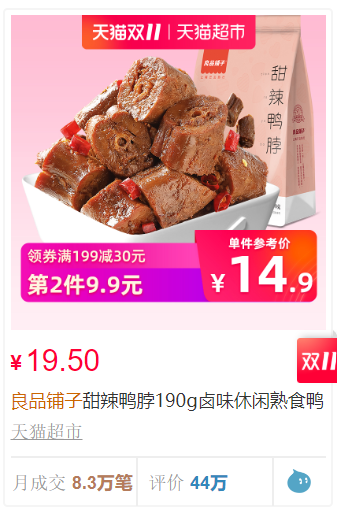 天猫双11 | 天猫超市
良品铺子
甜辣鸭脖
领券满199减30元
第2件9.9元
单件参考价
¥14.9
¥19.50
双11
良品铺子甜辣鸭脖190g卤味休闲熟食鸭
天猫超市
月成交 8.3万笔
评价 44万